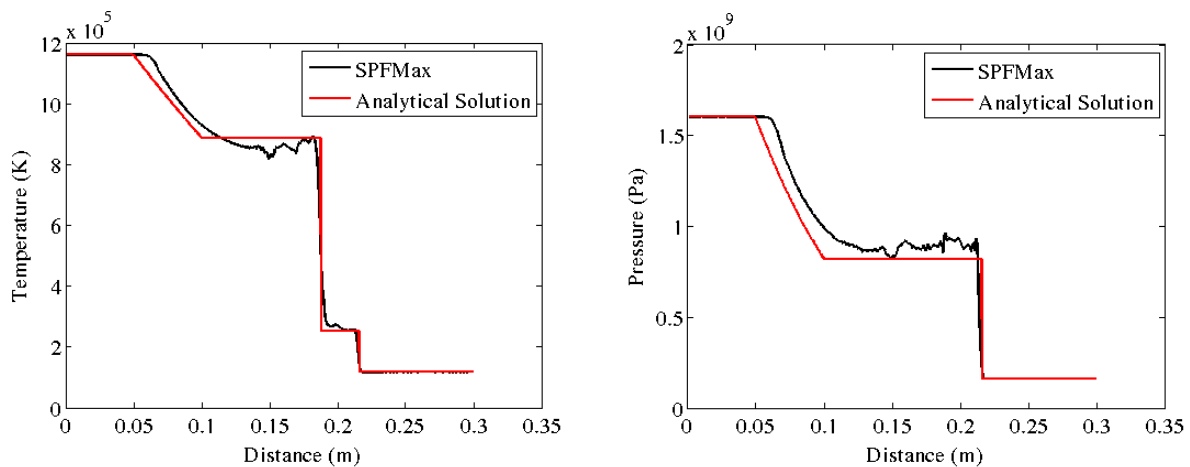 x 10^5
12
10
8
6
4
2
0
0 0.05 0.1 0.15 0.2 0.25 0.3 0.35
Temperature (K)
Distance (m)
SPFMax
Analytical Solution
x 10^9
2
1.5
1
0.5
0
0 0.05 0.1 0.15 0.2 0.25 0.3 0.35
Pressure (Pa)
Distance (m)
SPFMax
Analytical Solution